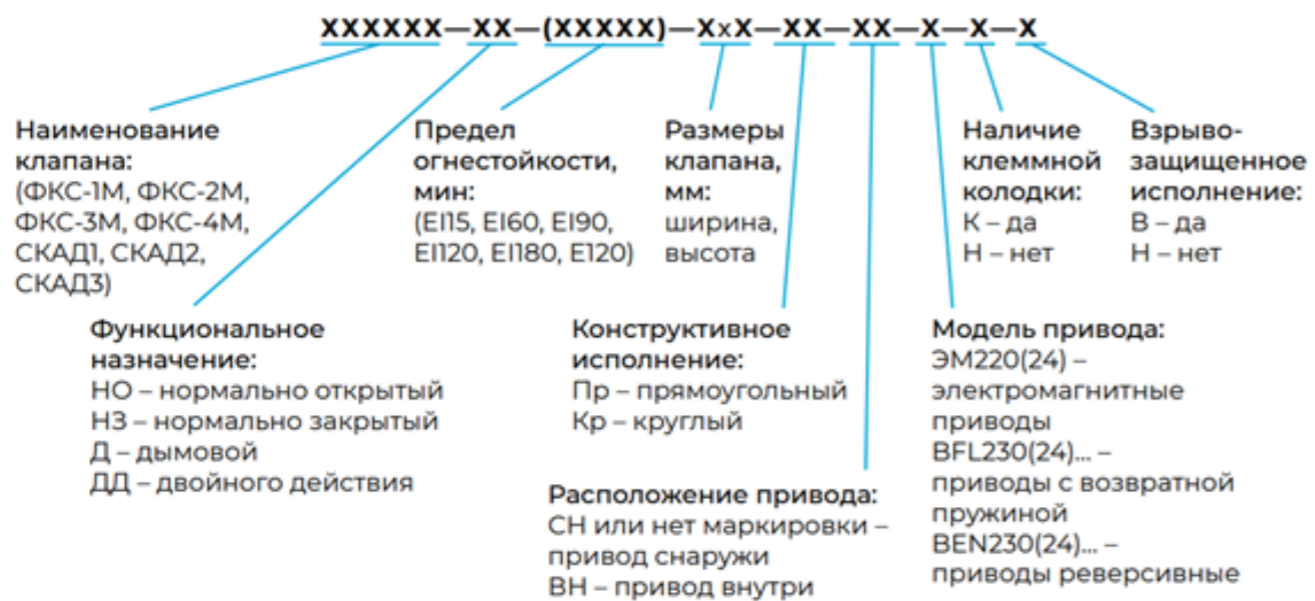 XXXXXX—XX—(XXXXX)—XxX—XX—XX—X—X—X
Наименование
клапана:
(ФКС-1М, ФКС-2М,
ФКС-3М, ФКС-4М,
СКАД1, СКАД2,
СКАД3)
Предел
огнестойкости,
мин:
(EI15, EI60, EI90,
EI120, EI180, E120)
Размеры
клапана,
мм:
ширина,
высота
Наличие
клеммной
колодки:
К – да
Н – нет
Взрыво-
защищенное
исполнение:
В – да
Н – нет
Функциональное
назначение:
НО – нормально открытый
НЗ – нормально закрытый
Д – дымовой
ДД – двойного действия
Конструктивное
исполнение:
Пр – прямоугольный
Кр – круглый
Расположение привода:
СН или нет маркировки –
привод снаружи
ВН – привод внутри
Модель привода:
ЭМ220(24) –
электромагнитные
приводы
BFL230(24)... –
приводы с возвратной
пружиной
BEN230(24)... –
приводы реверсивные